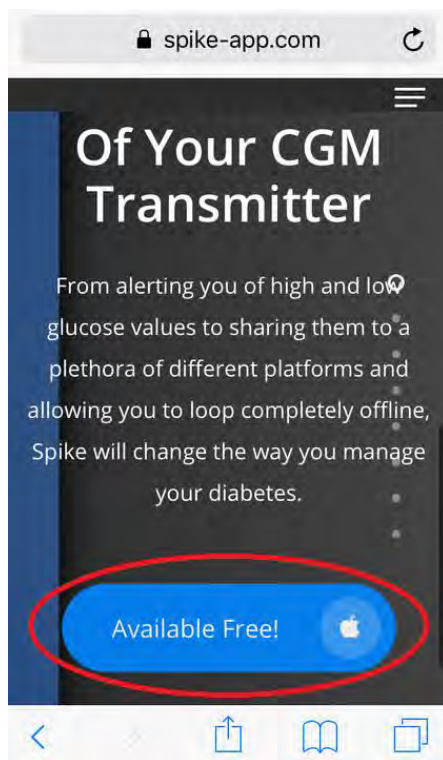 spike-app.com
Of Your CGM
Transmitter
From alerting you of high and low
glucose values to sharing them to a
plethora of different platforms and
allowing you to loop completely offline,
Spike will change the way you manage
your diabetes.
Available Free!